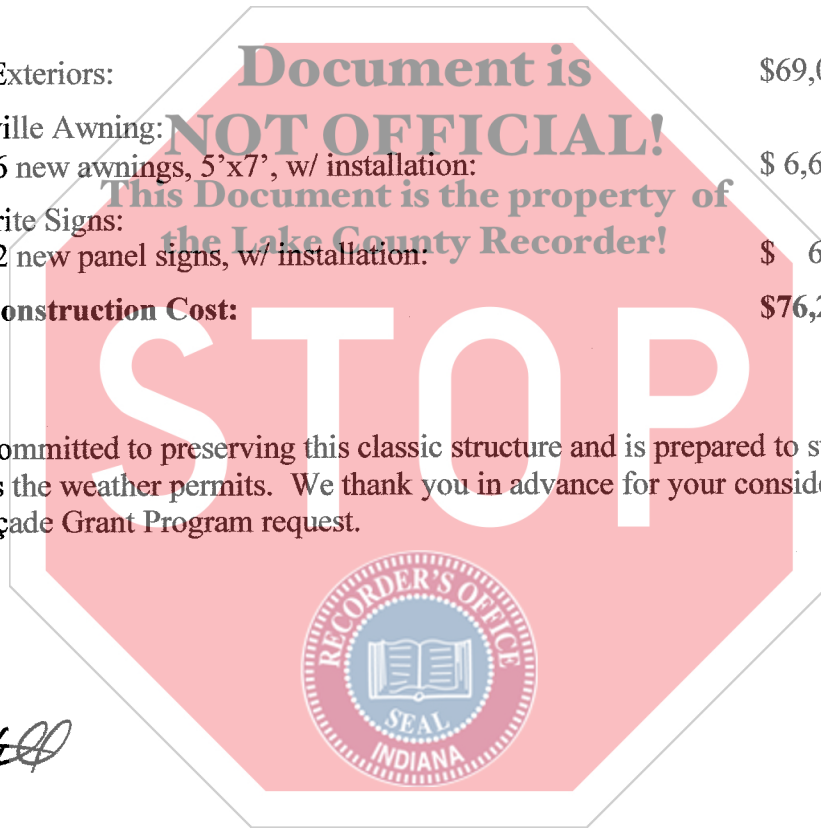 Document is
Exteriors: $69,0
NOT OFFICIAL!
ille Awning:
6 new awnings, 5'x7', w/ installation: $ 6,6
This Document is the property of
rite Signs:
the Lake County Recorder!
2 new panel signs, w/ installation: $ 6
onstruction Cost: $76,2
STOP
ommitted to preserving this classic structure and is prepared to s
s the weather permits. We thank you in advance for your conside
çade Grant Program request.
RECORDER'S OFFICE
SEAL
INDIANA